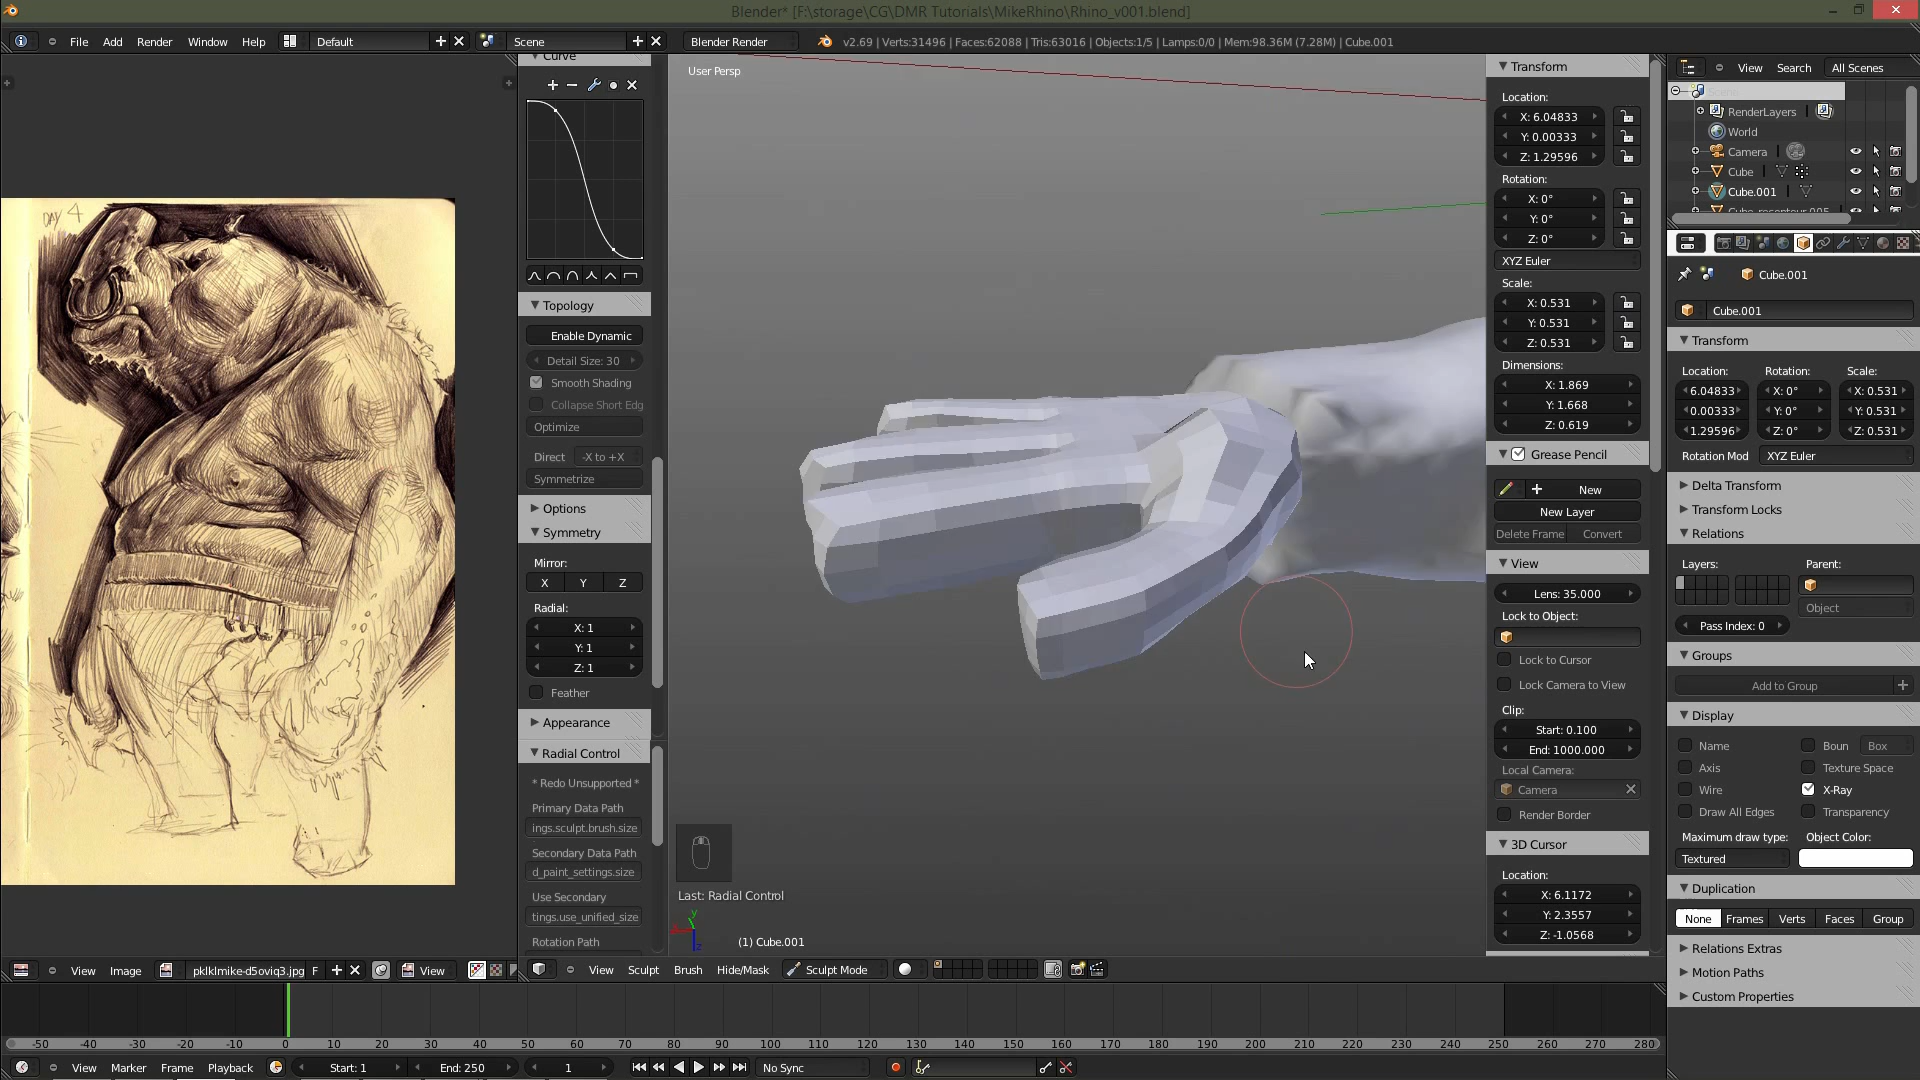 Blender* [F:\storage\CG\DMR Tutorials\MikeRhino\Rhino_v001.blend]
File Add Render Window Help Default Scene Blender Render v2.69 | Verts:31496 | Faces:62088 | Tris:63016 | Objects:1/5 | Lamps:0/0 | Mem:98.36M (7.28M) | Cube.001
DAY 4
Curve
Topology
Enable Dynamic
Detail Size: 30
Smooth Shading
Collapse Short Edg
Optimize
Direct -X to +X
Symmetrize
Options
Symmetry
Mirror:
X Y Z
Radial:
X: 1
Y: 1
Z: 1
Feather
Appearance
Radial Control
* Redo Unsupported *
Primary Data Path
ings.sculpt.brush.size
Secondary Data Path
d_paint_settings.size
Use Secondary
tings.use_unified_size
Rotation Path
User Persp
Last: Radial Control
(1) Cube.001
Transform
Location:
X: 6.04833
Y: 0.00333
Z: 1.29596
Rotation:
X: 0°
Y: 0°
Z: 0°
XYZ Euler
Scale:
X: 0.531
Y: 0.531
Z: 0.531
Dimensions:
X: 1.869
Y: 1.668
Z: 0.619
Grease Pencil
New
New Layer
Delete Frame Convert
View
Lens: 35.000
Lock to Object:
Lock to Cursor
Lock Camera to View
Clip:
Start: 0.100
End: 1000.000
Local Camera:
Camera
Render Border
3D Cursor
Location:
X: 6.1172
Y: 2.3557
Z: -1.0568
View Search All Scenes
RenderLayers
World
Camera
Cube
Cube.001
Cube.001
Cube.001
Transform
Location: Rotation: Scale:
6.04833 X: 0° X: 0.531
0.00333 Y: 0° Y: 0.531
1.29596 Z: 0° Z: 0.531
Rotation Mod XYZ Euler
Delta Transform
Transform Locks
Relations
Layers: Parent:
Object
Pass Index: 0
Groups
Add to Group
Display
Name Boun Box
Axis Texture Space
Wire X-Ray
Draw All Edges Transparency
Maximum draw type: Object Color:
Textured
Duplication
None Frames Verts Faces Group
Relations Extras
Motion Paths
Custom Properties
View Image pklklmike-d5oviq3.jpg F View
View Sculpt Brush Hide/Mask Sculpt Mode
-50 -40 -30 -20 -10 0 10 20 30 40 50 60 70 80 90 100 110 120 130 140 150 160 170 180 190 200 210 220 230 240 250 260 270 280
View Marker Frame Playback Start: 1 End: 250 1 No Sync